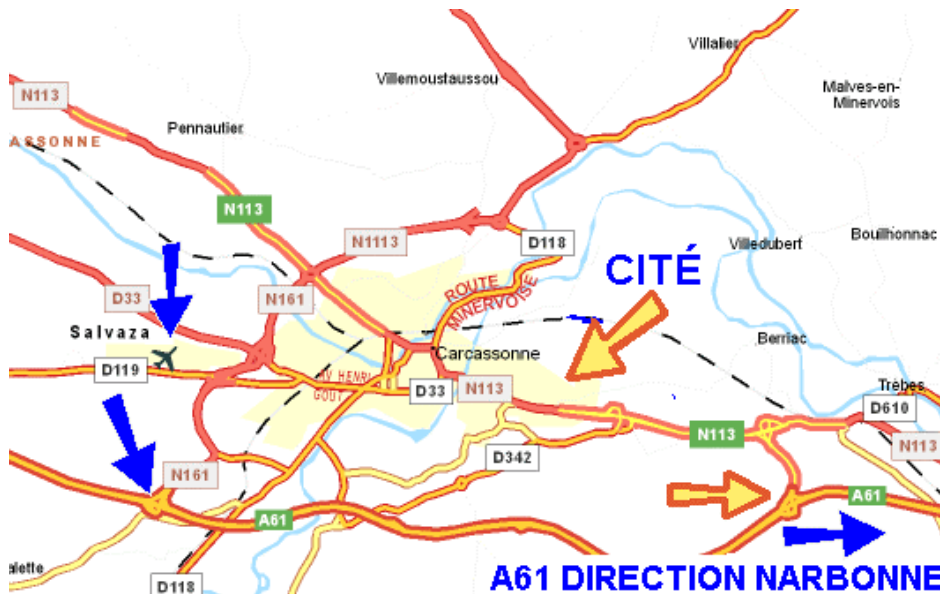 Villalier
Villemoustaussou
Malves-en-
Minervois
N113
Pennautier
ASSONNE
N113
N1113
D118
Villedubert
Bouilhonnac
CITÉ
D33
N161
ROUTE
MINERVOISE
Salvaza
Carcassonne
Berriac
D119
AV HENRI
GOUT
D33
N113
Trèbes
D610
N113
N113
D342
N161
A61
A61
alette
D118
A61 DIRECTION NARBONNE